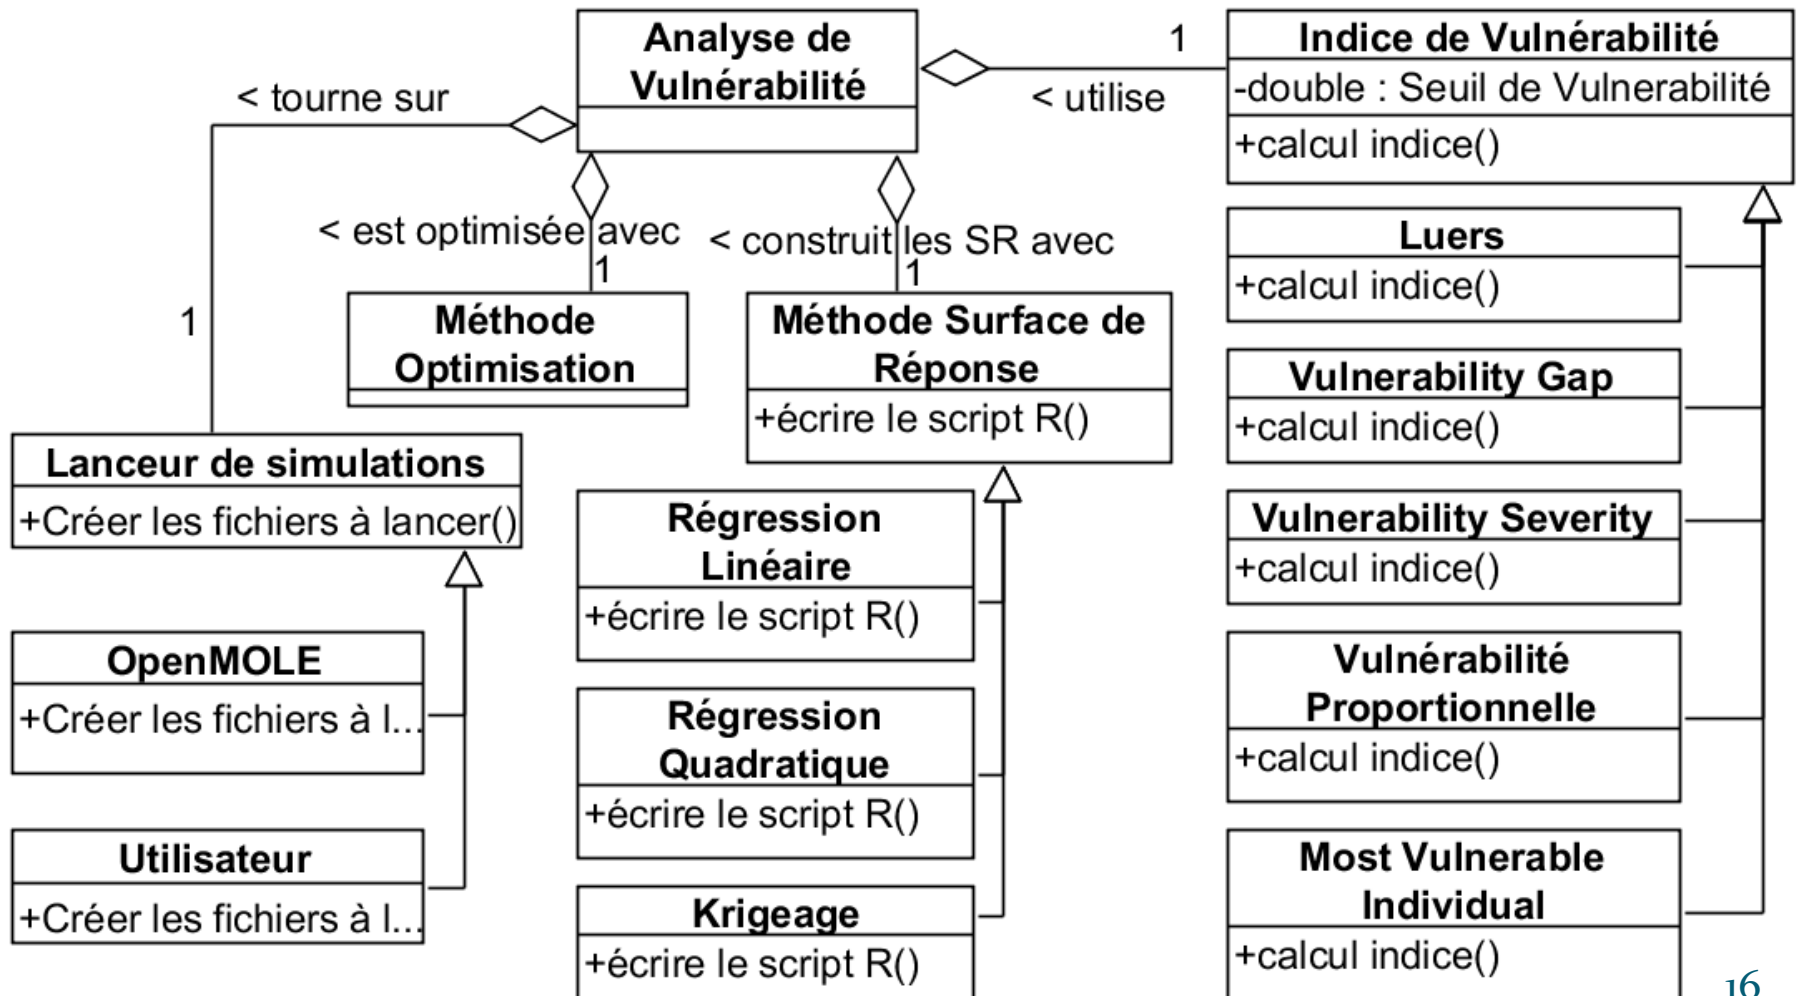 Analyse de
Vulnérabilité
< tourne sur
1
< utilise
Indice de Vulnérabilité
-double : Seuil de Vulnerabilité
+calcul indice()
< est optimisée avec
1
< construit les SR avec
1
1
Méthode
Optimisation
Méthode Surface de
Réponse
+écrire le script R()
Lanceur de simulations
+Créer les fichiers à lancer()
OpenMOLE
+Créer les fichiers à l...
Utilisateur
+Créer les fichiers à l...
Régression
Linéaire
+écrire le script R()
Régression
Quadratique
+écrire le script R()
Krigeage
+écrire le script R()
Luers
+calcul indice()
Vulnerability Gap
+calcul indice()
Vulnerability Severity
+calcul indice()
Vulnérabilité
Proportionnelle
+calcul indice()
Most Vulnerable
Individual
+calcul indice()
16